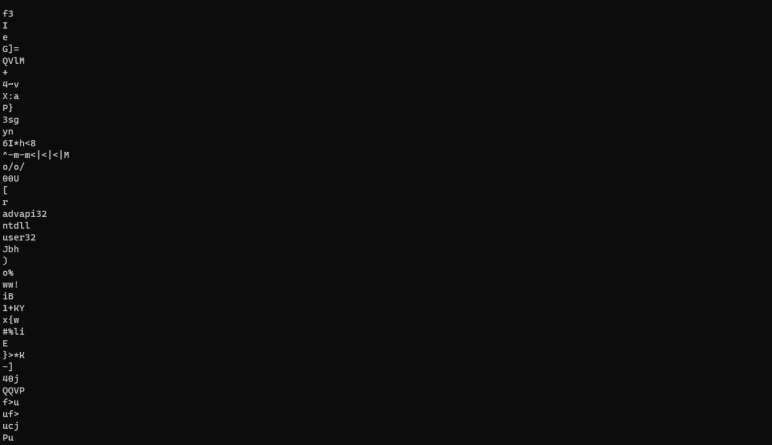 f3
I
e
G]=
QVlM
+
4~v
X:a
P}
3sg
yn
6I*h<8
^-m-m<|<|<|M
o/o/
00U
[
r
advapi32
ntdll
user32
Jbh
)
o%
ww!
iB
1+KY
x{w
#%li
E
}>*K
-]
40j
QQVP
f>u
uf>
ucj
Pu